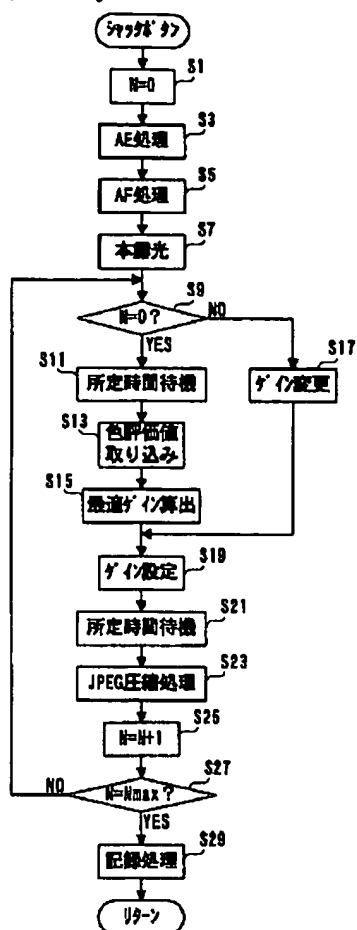 シャッタボタン
S1
N=0
S3
AE処理
S5
AF処理
S7
本露光
S9
N=0?
NO
YES
S11
所定時間待機
S17
ゲイン変更
S13
色評価値
取り込み
S15
最適ゲイン算出
S19
ゲイン設定
S21
所定時間待機
S23
JPEG圧縮処理
S25
N=N+1
S27
N=Nmax?
NO
YES
S29
記録処理
リターン